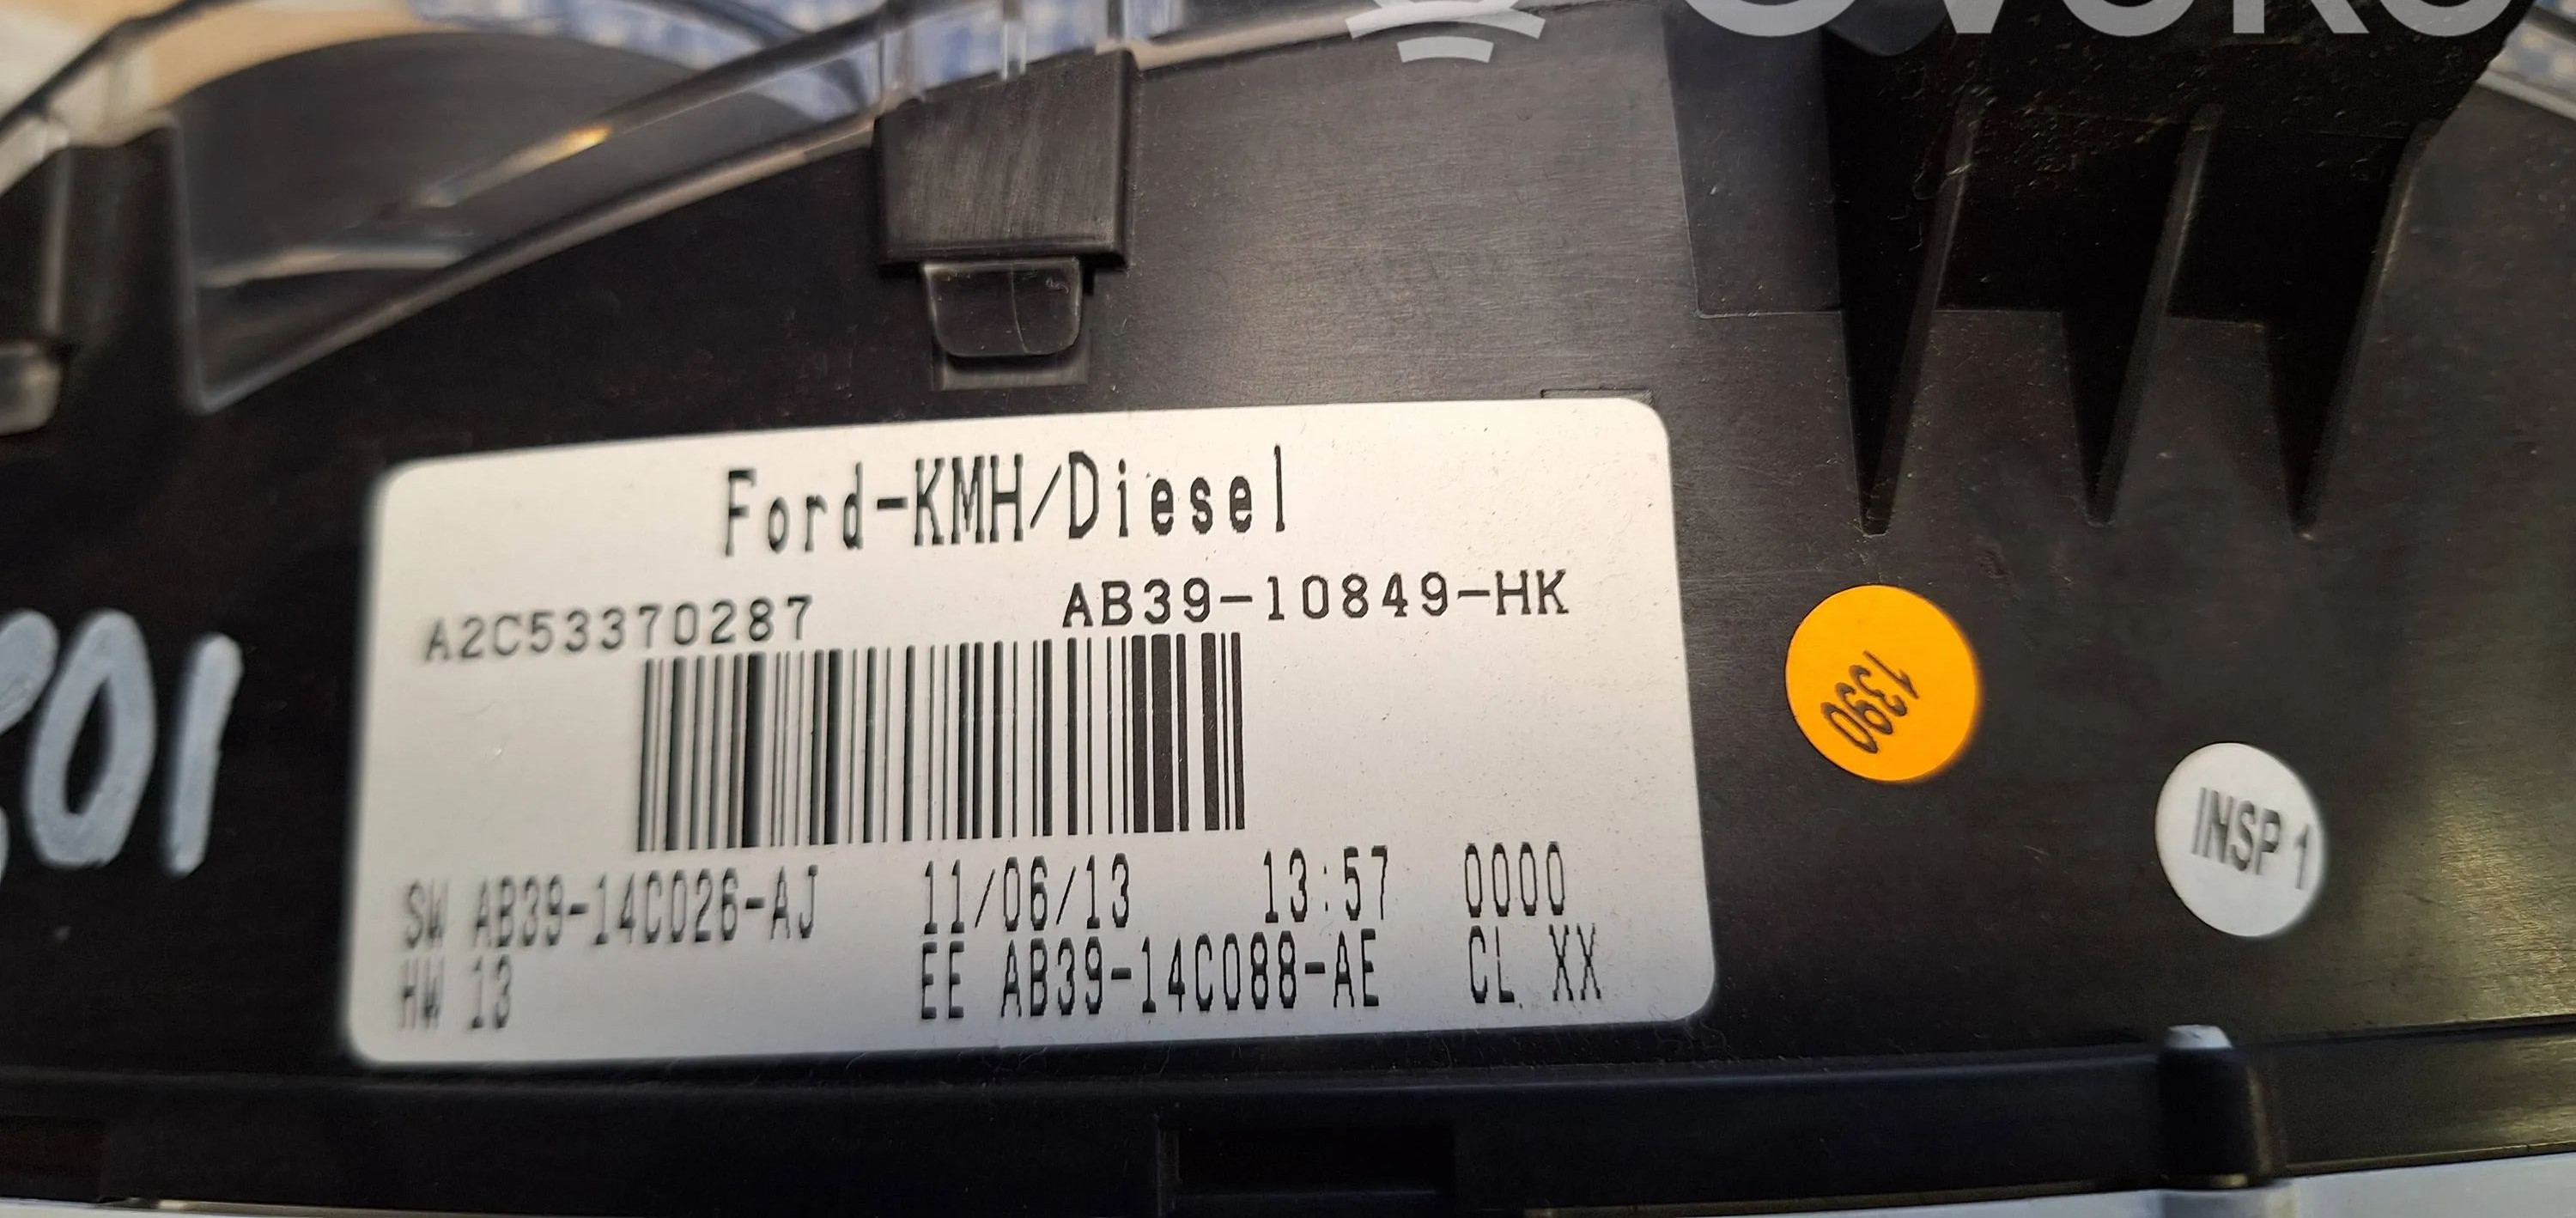 Ford-KMH/Diesel
A2C53370287 AB39-10849-HK
SW AB39-14C026-AJ 11/06/13 13:57 0000
HW 13 EE AB39-14C088-AE CL XX
1390
INSP 1